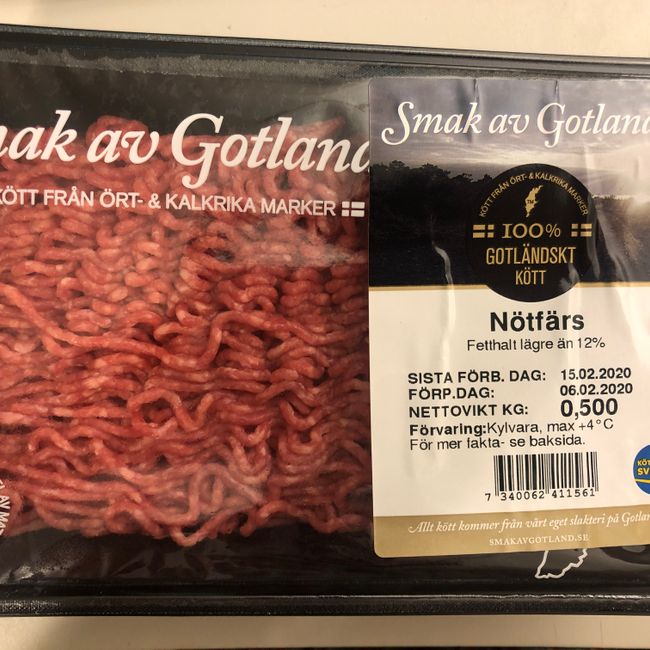 mak av Gotland
KÖTT FRÅN ÖRT- & KALKRIKA MARKER
Smak av Gotland
KÖTT FRÅN ÖRT- & KALKRIKA MARKER
100%
GOTLÄNDSKT
KÖTT
Nötfärs
Fetthalt lägre än 12%
SISTA FÖRB. DAG: 15.02.2020
FÖRP.DAG: 06.02.2020
NETTOVIKT KG: 0,500
Förvaring:Kylvara, max +4°C
För mer fakta- se baksida.
7 340062 411561
KÖT
SV
Allt kött kommer från vårt eget slakteri på Gotlan
SMAKAVGOTLAND.SE